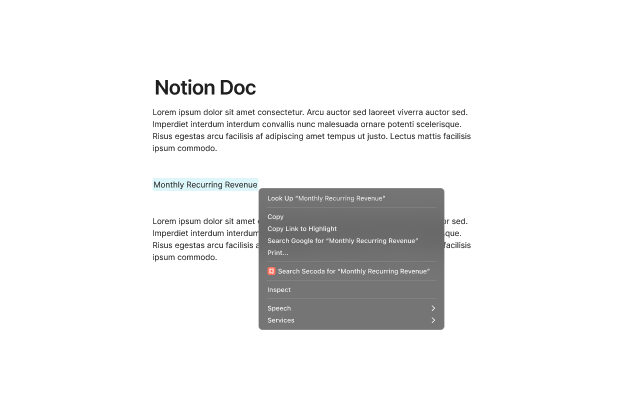 Notion Doc
Lorem ipsum dolor sit amet consectetur. Arcu auctor sed laoreet viverra auctor sed.
Imperdiet interdum interdum convallis nunc malesuada ornare potenti scelerisque.
Risus egestas arcu facilisis af adipiscing amet tempus ut justo. Lectus mattis facilisis
ipsum commodo.
Monthly Recurring Revenue
Look Up "Monthly Recurring Revenue"
Copy
Copy Link to Highlight
Search Google for “Monthly Recurring Revenue”
Print...
Search Secoda for “Monthly Recurring Revenue”
Inspect
Speech
Services
Lorem ipsum dolor sit amet c r sed.
Imperdiet interdum interdum que.
Risus egestas arcu facilisis a facilisis
ipsum commodo.